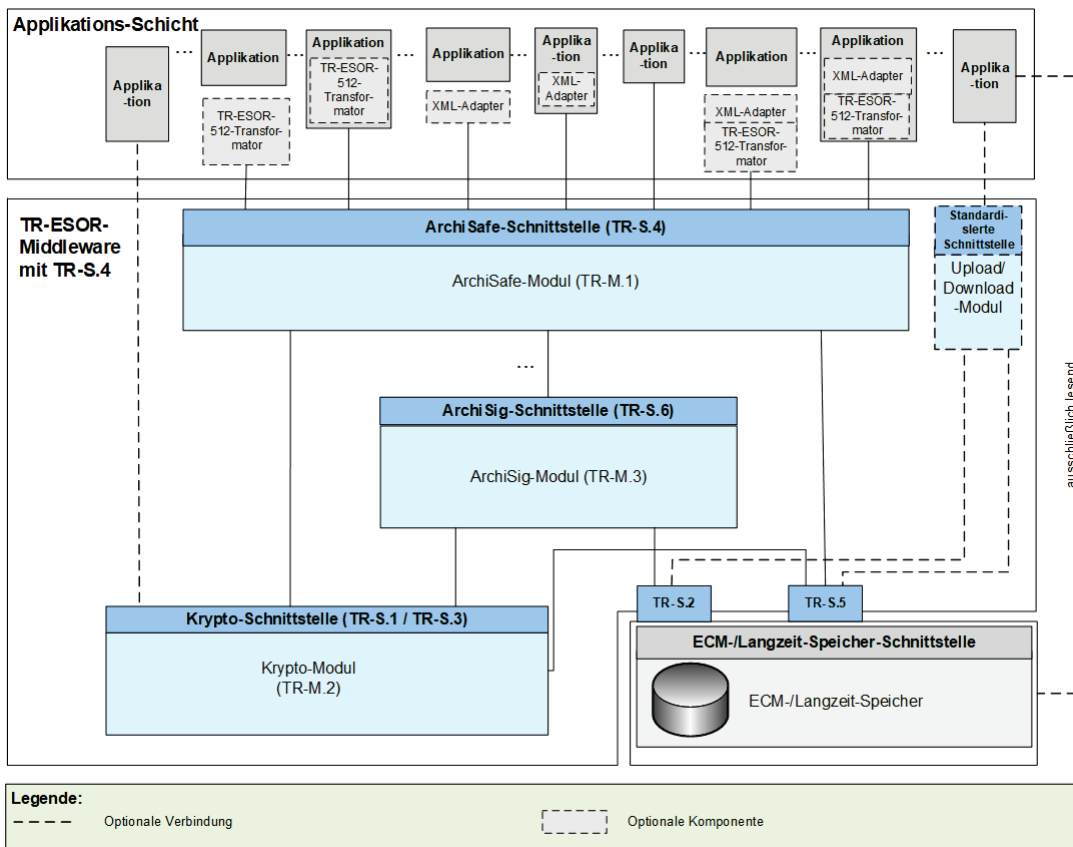 Applikations-Schicht
Applika
-tion
...
Applikation
TR-ESOR-
512-Transfor-
mator
Applikation
TR-ESOR-
512-
Transfor-
mator
...
Applikation
XML-Adapter
...
Applika
-tion
XML-
Adapter
...
Applika
-tion
...
Applikation
XML-Adapter
TR-ESOR-
512-Transfor-
mator
Applikation
XML-Adapter
TR-ESOR-
512-Transfor-
mator
...
Applika
-tion
TR-ESOR-
Middleware
mit TR-S.4
ArchiSafe-Schnittstelle (TR-S.4)
ArchiSafe-Modul (TR-M.1)
Standardi-
sierte
Schnittstelle
Upload/
Download
-Modul
...
ausschließlich lesend
ArchiSig-Schnittstelle (TR-S.6)
ArchiSig-Modul (TR-M.3)
TR-S.2
TR-S.5
Krypto-Schnittstelle (TR-S.1 / TR-S.3)
Krypto-Modul
(TR-M.2)
ECM-/Langzeit-Speicher-Schnittstelle
ECM-/Langzeit-Speicher
Legende:
Optionale Verbindung
Optionale Komponente